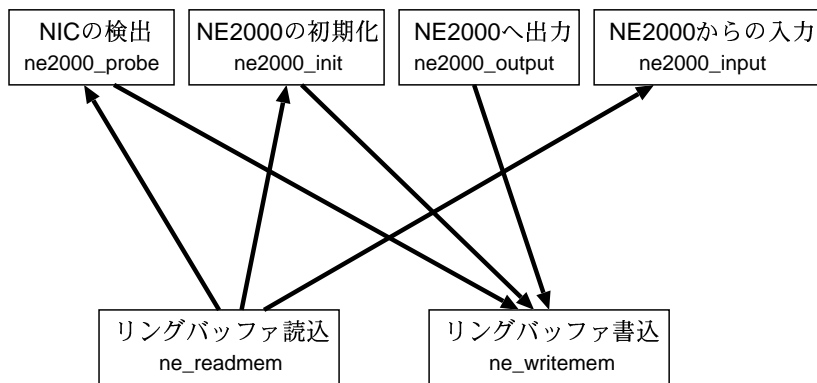 NICの検出
ne2000_probe
NE2000の初期化
ne2000_init
NE2000へ出力
ne2000_output
NE2000からの入力
ne2000_input
リングバッファ読込
ne_readmem
リングバッファ書込
ne_writemem